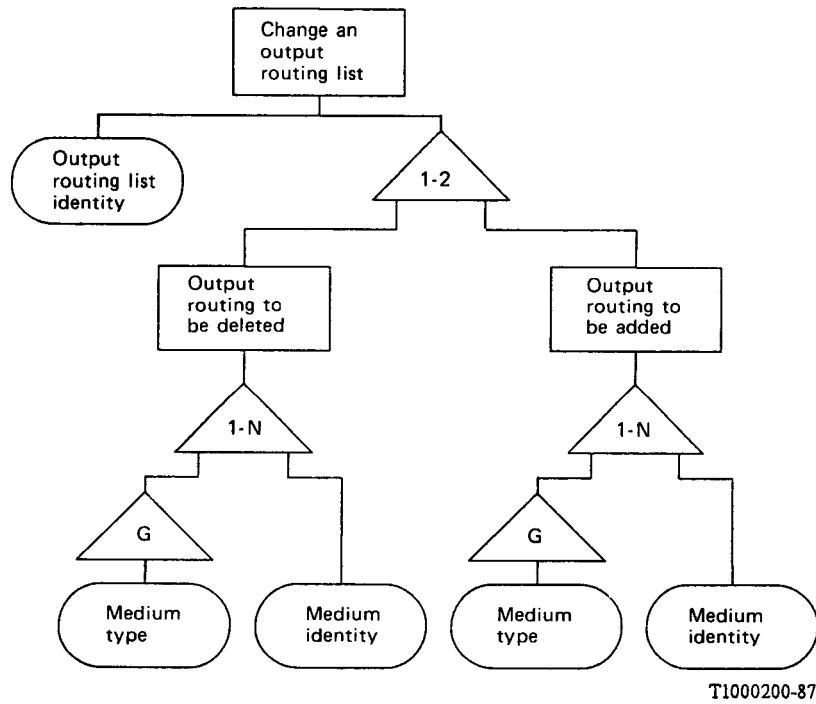 Change an
output
routing list
Output
routing list
identity
1-2
Output
routing to
be deleted
Output
routing to
be added
1-N
1-N
G
G
Medium
type
Medium
identity
Medium
type
Medium
identity
T1000200-87